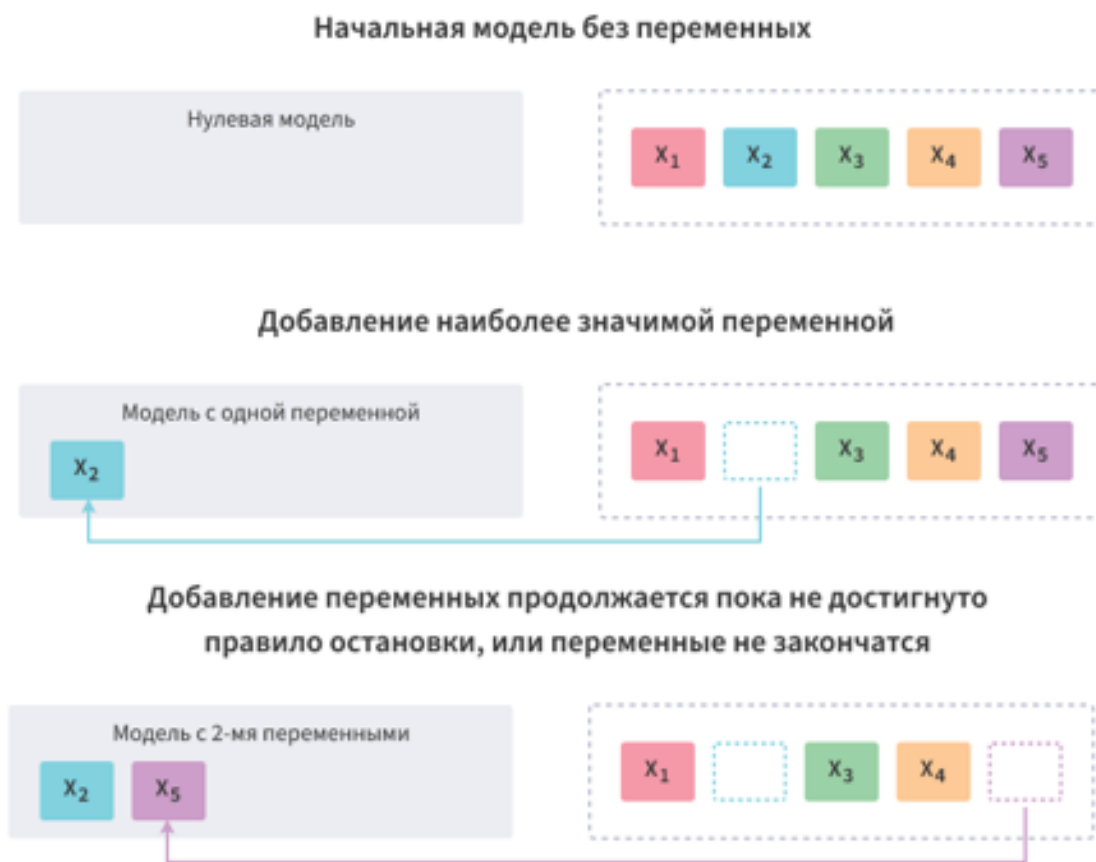 Начальная модель без переменных
Нулевая модель
X₁ X₂ X₃ X₄ X₅
Добавление наиболее значимой переменной
Модель с одной переменной
X₂
X₁ X₃ X₄ X₅
Добавление переменных продолжается пока не достигнуто
правило остановки, или переменные не закончатся
Модель с 2-мя переменными
X₂ X₅
X₁ X₃ X₄